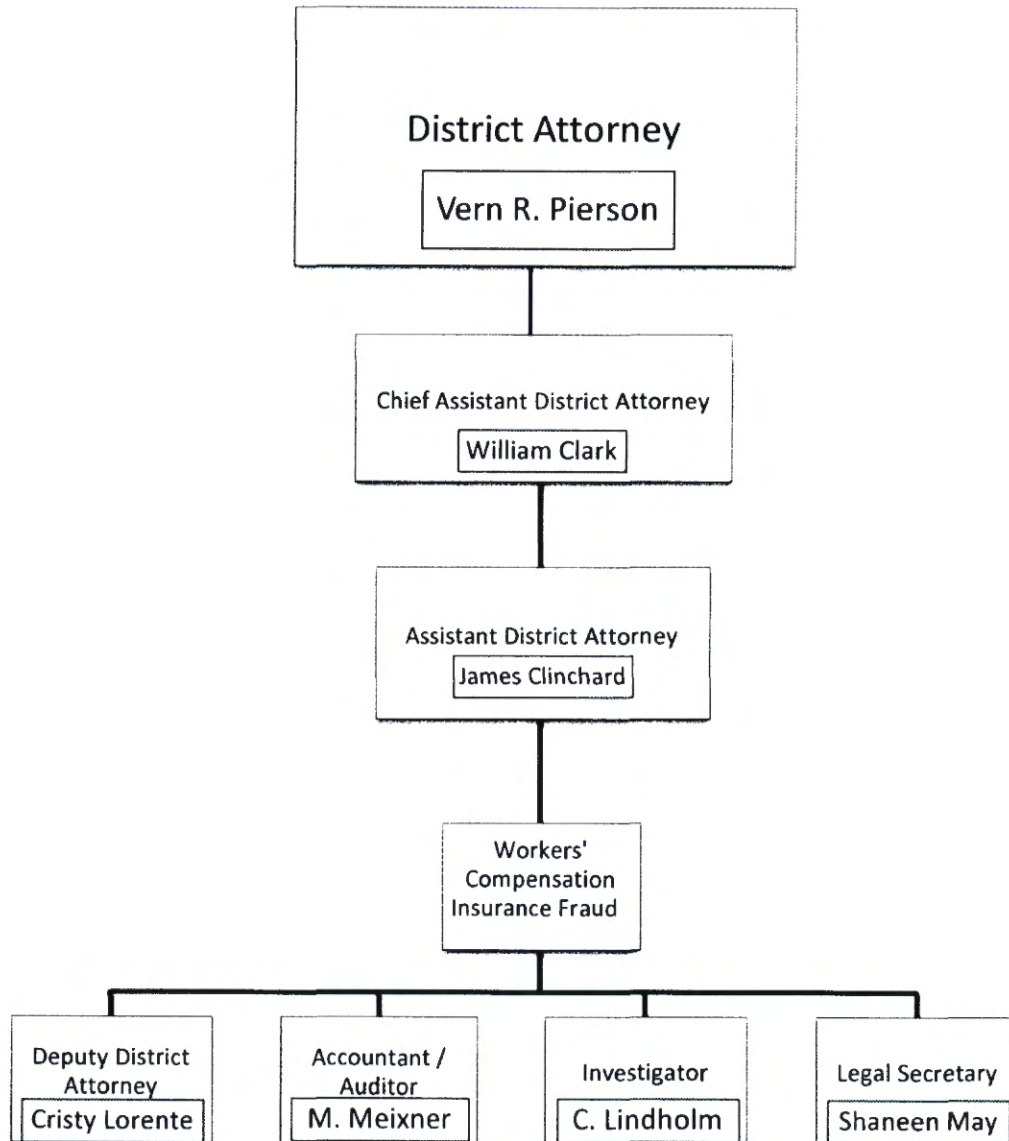 District Attorney
Vern R. Pierson
Chief Assistant District Attorney
William Clark
Assistant District Attorney
James Clinchard
Workers'
Compensation
Insurance Fraud
Deputy District
Attorney
Cristy Lorente
Accountant /
Auditor
M. Meixner
Investigator
C. Lindholm
Legal Secretary
Shaneen May